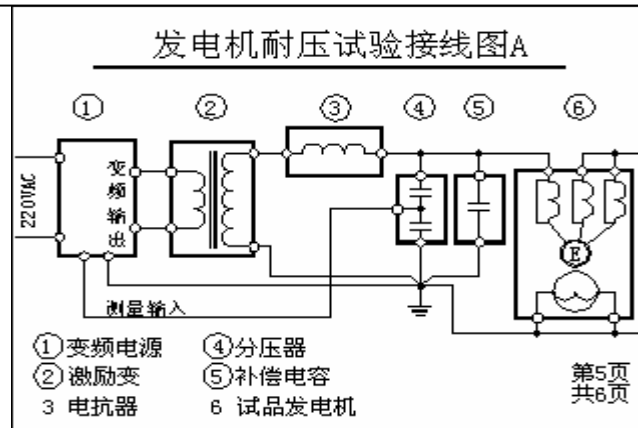 发电机耐压试验接线图A
① ② ③ ④ ⑤ ⑥
220VAC
变频输出
E
测量输入
①变频电源 ④分压器
②激励变 ⑤补偿电容
3 电抗器 6 试品发电机
第5页
共6页